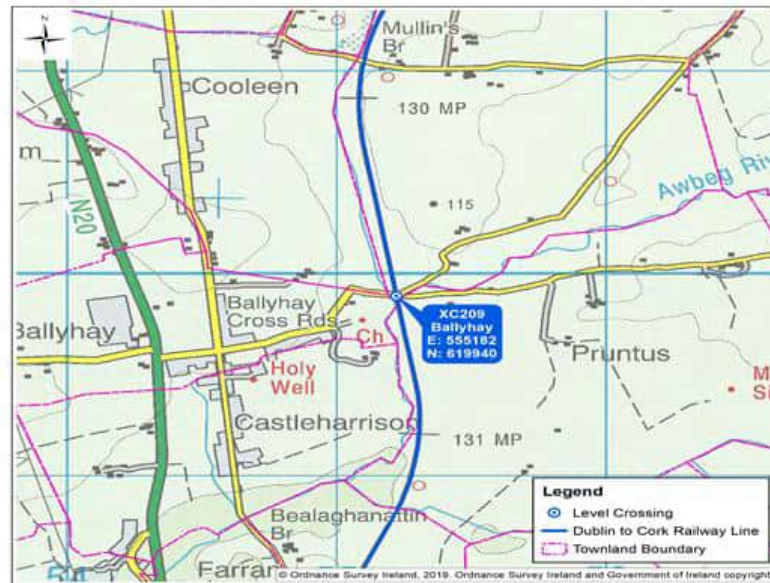 Z
Mullin's
Br
Cooleen
130 MP
m
N20
115
Awbeg Riv
XC209
Ballyhay
E: 555182
N: 619940
Ballyhay
Cross Rds
Ballyhay
Ch
Holy
Well
Pruntus
M
Si
Castleharrison
131 MP
Bealaghanattin
Br
Farran
Legend
Level Crossing
Dublin to Cork Railway Line
Townland Boundary
© Ordnance Survey Ireland, 2019. Ordnance Survey Ireland and Government of Ireland copyright